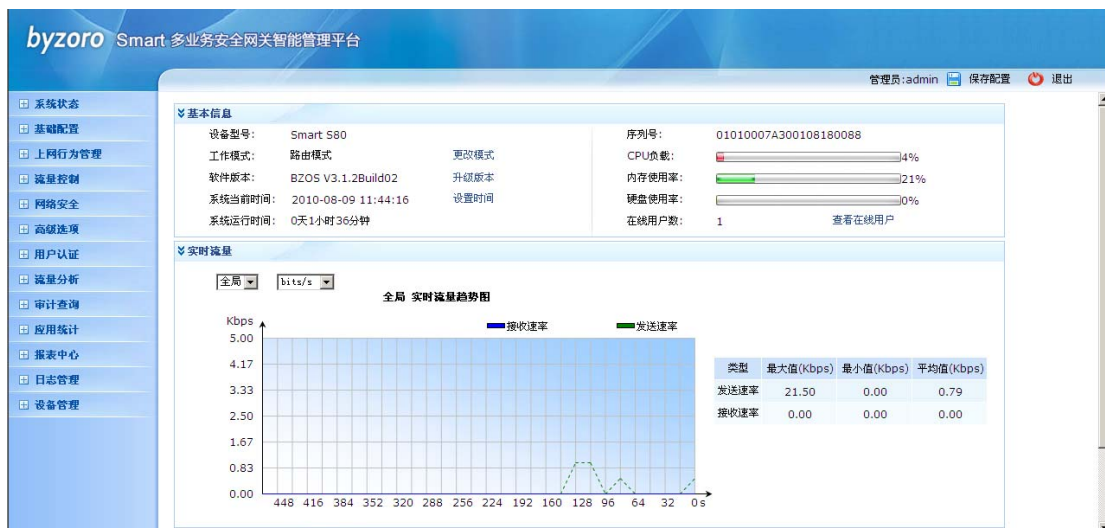 byzoro Smart 多业务安全网关智能管理平台
管理员:admin 保存配置 退出
系统状态
基础配置
上网行为管理
流量控制
网络安全
高级选项
用户认证
流量分析
审计查询
应用统计
报表中心
日志管理
设备管理
基本信息
设备型号: Smart S80 序列号: 01010007A300108180088
工作模式: 路由模式 更改模式 CPU负载: 4%
软件版本: BZOS V3.1.2Build02 升级版本 内存使用率: 21%
系统当前时间: 2010-08-09 11:44:16 设置时间 硬盘使用率: 0%
系统运行时间: 0天1小时36分钟 在线用户数: 1 查看在线用户
实时流量
全局 bits/s
全局 实时流量趋势图
Kbps 接收速率 发送速率
5.00
4.17
3.33
2.50
1.67
0.83
0.00
448 416 384 352 320 288 256 224 192 160 128 96 64 32 0 s
类型 最大值(Kbps) 最小值(Kbps) 平均值(Kbps)
发送速率 21.50 0.00 0.79
接收速率 0.00 0.00 0.00